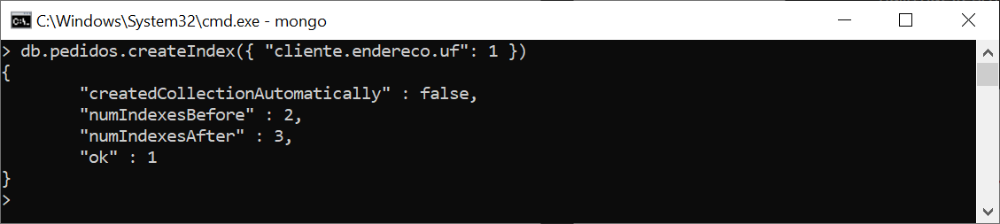 C:\Windows\System32\cmd.exe - mongo
> db.pedidos.createIndex({ "cliente.endereco.uf": 1 })
{
        "createdCollectionAutomatically" : false,
        "numIndexesBefore" : 2,
        "numIndexesAfter" : 3,
        "ok" : 1
}
>